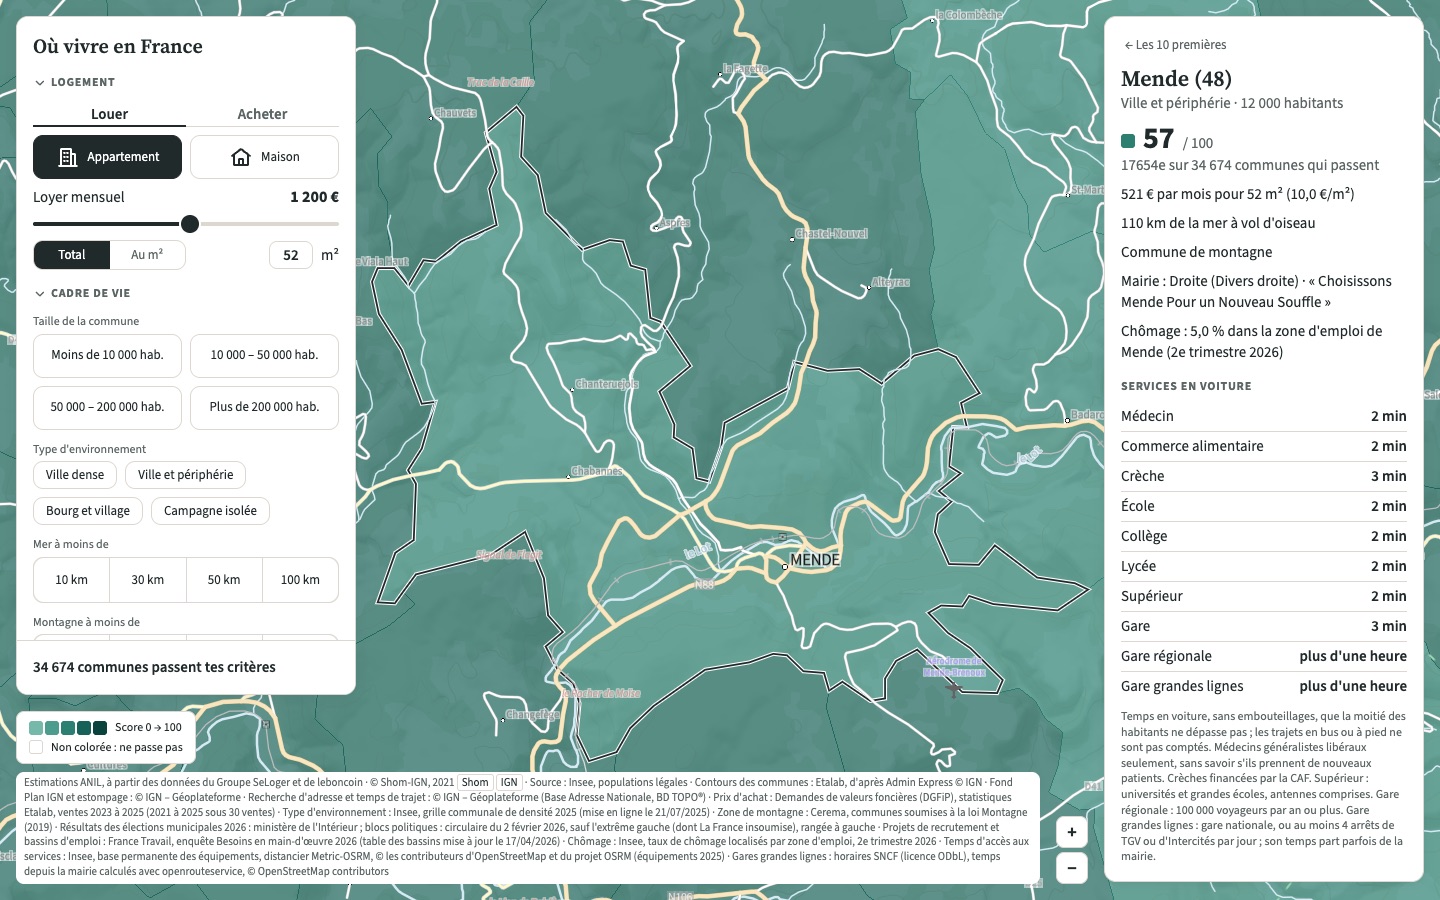 Où vivre en France
LOGEMENT
Louer
Acheter
Appartement
Maison
Loyer mensuel
1 200 €
Total
Au m²
52
m²
CADRE DE VIE
Taille de la commune
Moins de 10 000 hab.
10 000 – 50 000 hab.
50 000 – 200 000 hab.
Plus de 200 000 hab.
Type d'environnement
Ville dense
Ville et périphérie
Bourg et village
Campagne isolée
Mer à moins de
10 km
30 km
50 km
100 km
Montagne à moins de
34 674 communes passent tes critères
Score 0 → 100
Non colorée : ne passe pas
la Colombèche
Truc de la Caille
la Fagette
Chauvets
Aspres
Chastel-Nouvel
Alteyrac
Chanteruejols
Chabannes
le Lot
le Lot
MENDE
N88
Changefège
N106
← Les 10 premières
Mende (48)
Ville et périphérie · 12 000 habitants
57 / 100
17654e sur 34 674 communes qui passent
521 € par mois pour 52 m² (10,0 €/m²)
110 km de la mer à vol d'oiseau
Commune de montagne
Mairie : Droite (Divers droite) · « Choisissons
Mende Pour un Nouveau Souffle »
Chômage : 5,0 % dans la zone d'emploi de
Mende (2e trimestre 2026)
SERVICES EN VOITURE
Médecin 2 min
Commerce alimentaire 2 min
Crèche 3 min
École 2 min
Collège 2 min
Lycée 2 min
Supérieur 2 min
Gare 3 min
Gare régionale plus d'une heure
Gare grandes lignes plus d'une heure
Temps en voiture, sans embouteillages, que la moitié des
habitants ne dépasse pas ; les trajets en bus ou à pied ne
sont pas comptés. Médecins généralistes libéraux
seulement, sans savoir s'ils prennent de nouveaux
patients. Crèches financées par la CAF. Supérieur :
universités et grandes écoles, antennes comprises. Gare
régionale : 100 000 voyageurs par an ou plus. Gare
grandes lignes : gare nationale, ou au moins 4 arrêts de
TGV ou d'Intercités par jour ; son temps part parfois de la
mairie.
Estimations ANIL, à partir des données du Groupe SeLoger et de leboncoin · © Shom-IGN, 2021 Shom IGN · Source : Insee, populations légales · Contours des communes : Etalab, d'après Admin Express © IGN · Fond
Plan IGN et estompage : © IGN – Géoplateforme · Recherche d'adresse et temps de trajet : © IGN – Géoplateforme (Base Adresse Nationale, BD TOPO®) · Prix d'achat : Demandes de valeurs foncières (DGFiP), statistiques
Etalab, ventes 2023 à 2025 (2021 à 2025 sous 30 ventes) · Type d'environnement : Insee, grille communale de densité 2025 (mise en ligne le 21/07/2025) · Zone de montagne : Cerema, communes soumises à la loi Montagne
(2019) · Résultats des élections municipales 2026 : ministère de l'Intérieur ; blocs politiques : circulaire du 2 février 2026, sauf l'extrême gauche (dont La France insoumise), rangée à gauche · Projets de recrutement et
bassins d'emploi : France Travail, enquête Besoins en main-d'œuvre 2026 (table des bassins mise à jour le 17/04/2026) · Chômage : Insee, taux de chômage localisés par zone d'emploi, 2e trimestre 2026 · Temps d'accès aux
services : Insee, base permanente des équipements, distancier Metric-OSRM, © les contributeurs d'OpenStreetMap et du projet OSRM (équipements 2025) · Gares grandes lignes : horaires SNCF (licence ODbL), temps
depuis la mairie calculés avec openrouteservice, © OpenStreetMap contributors
+
−